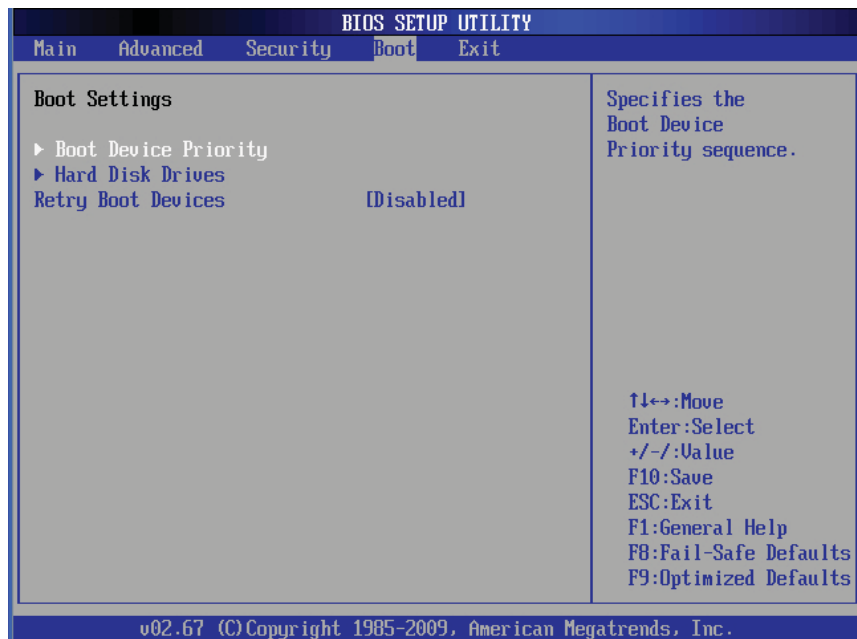 BIOS SETUP UTILITY
Main Advanced Security Boot Exit
Boot Settings
▶ Boot Device Priority
▶ Hard Disk Drives
Retry Boot Devices [Disabled]
Specifies the
Boot Device
Priority sequence.
↑↓←→:Move
Enter:Select
+/-/:Value
F10:Save
ESC:Exit
F1:General Help
F8:Fail-Safe Defaults
F9:Optimized Defaults
v02.67 (C)Copyright 1985-2009, American Megatrends, Inc.